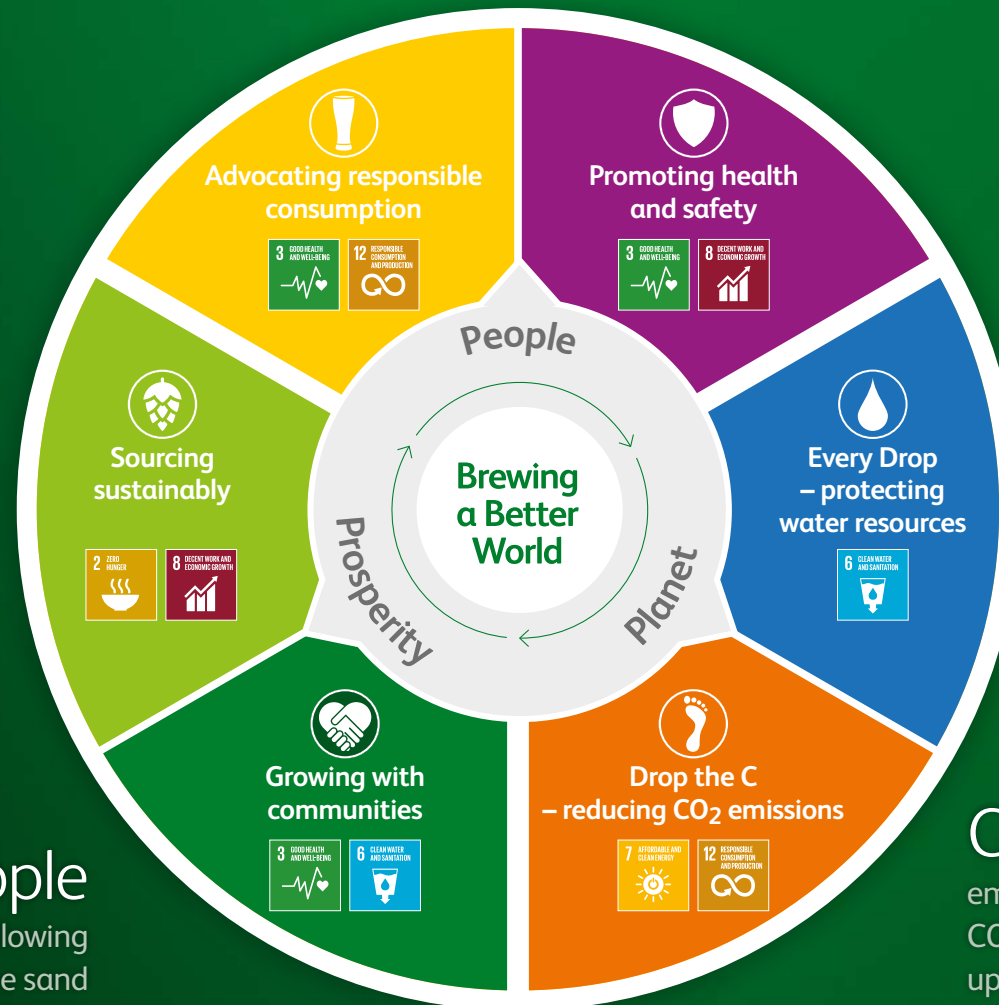 Advocating responsible
consumption
3 GOOD HEALTH
AND WELL-BEING
12 RESPONSIBLE
CONSUMPTION
AND PRODUCTION
Promoting health
and safety
3 GOOD HEALTH
AND WELL-BEING
8 DECENT WORK AND
ECONOMIC GROWTH
People
Sourcing
sustainably
2 ZERO
HUNGER
8 DECENT WORK AND
ECONOMIC GROWTH
Brewing
a Better
World
Every Drop
– protecting
water resources
6 CLEAN WATER
AND SANITATION
Prosperity
Planet
Growing with
communities
3 GOOD HEALTH
AND WELL-BEING
6 CLEAN WATER
AND SANITATION
Drop the C
– reducing CO2 emissions
7 AFFORDABLE AND
CLEAN ENERGY
12 RESPONSIBLE
CONSUMPTION
AND PRODUCTION
ople
lowing
e sand
em
CO
up